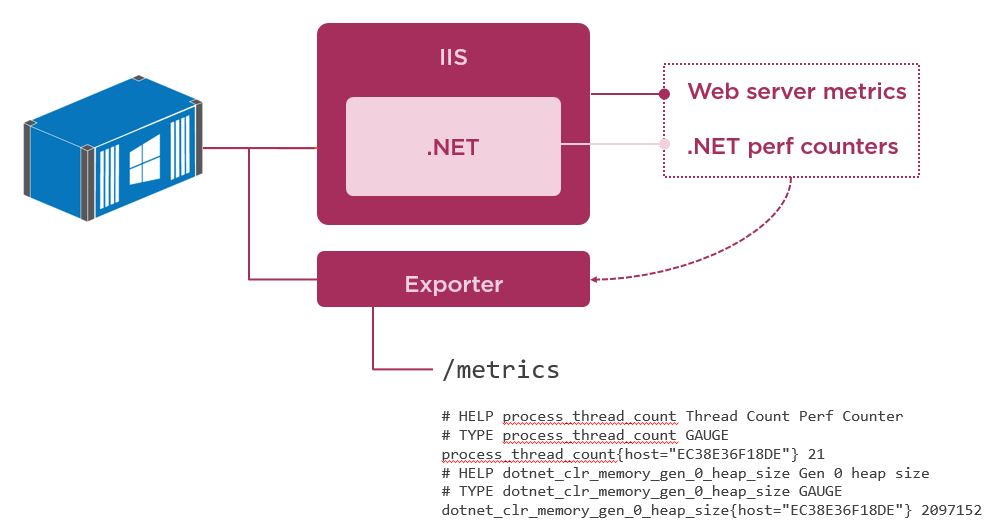 IIS
.NET
Web server metrics
.NET perf counters
Exporter
/metrics
# HELP process_thread_count Thread Count Perf Counter
# TYPE process_thread_count GAUGE
process_thread_count{host="EC38E36F18DE"} 21
# HELP dotnet_clr_memory_gen_0_heap_size Gen 0 heap size
# TYPE dotnet_clr_memory_gen_0_heap_size GAUGE
dotnet_clr_memory_gen_0_heap_size{host="EC38E36F18DE"} 2097152